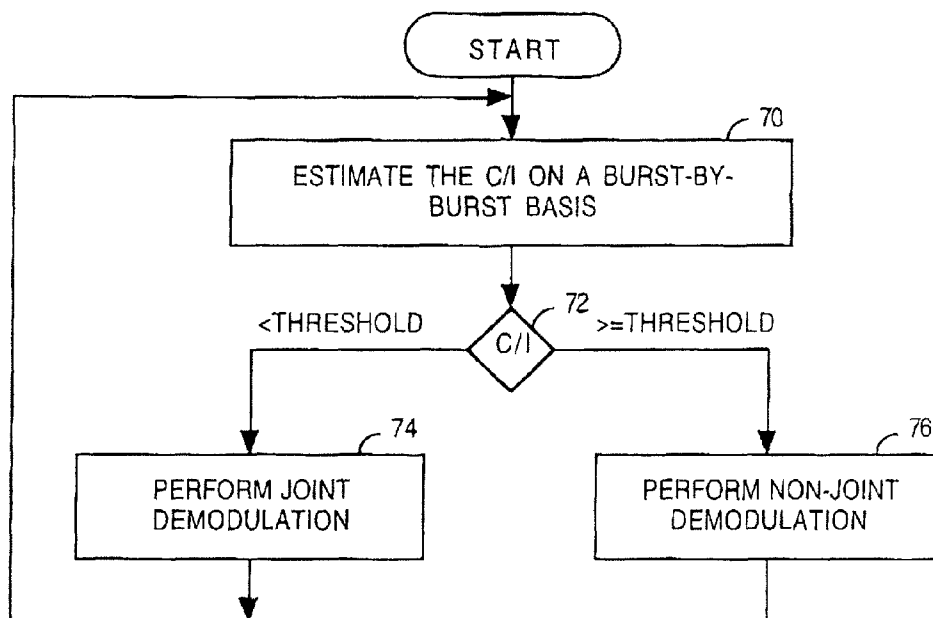 START
70
ESTIMATE THE C/I ON A BURST-BY-
BURST BASIS
72
<THRESHOLD
C/I
>=THRESHOLD
74
PERFORM JOINT
DEMODULATION
76
PERFORM NON-JOINT
DEMODULATION